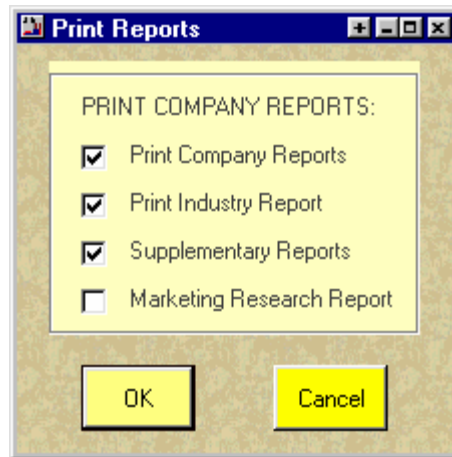 Print Reports
PRINT COMPANY REPORTS:
Print Company Reports
Print Industry Report
Supplementary Reports
Marketing Research Report
OK
Cancel